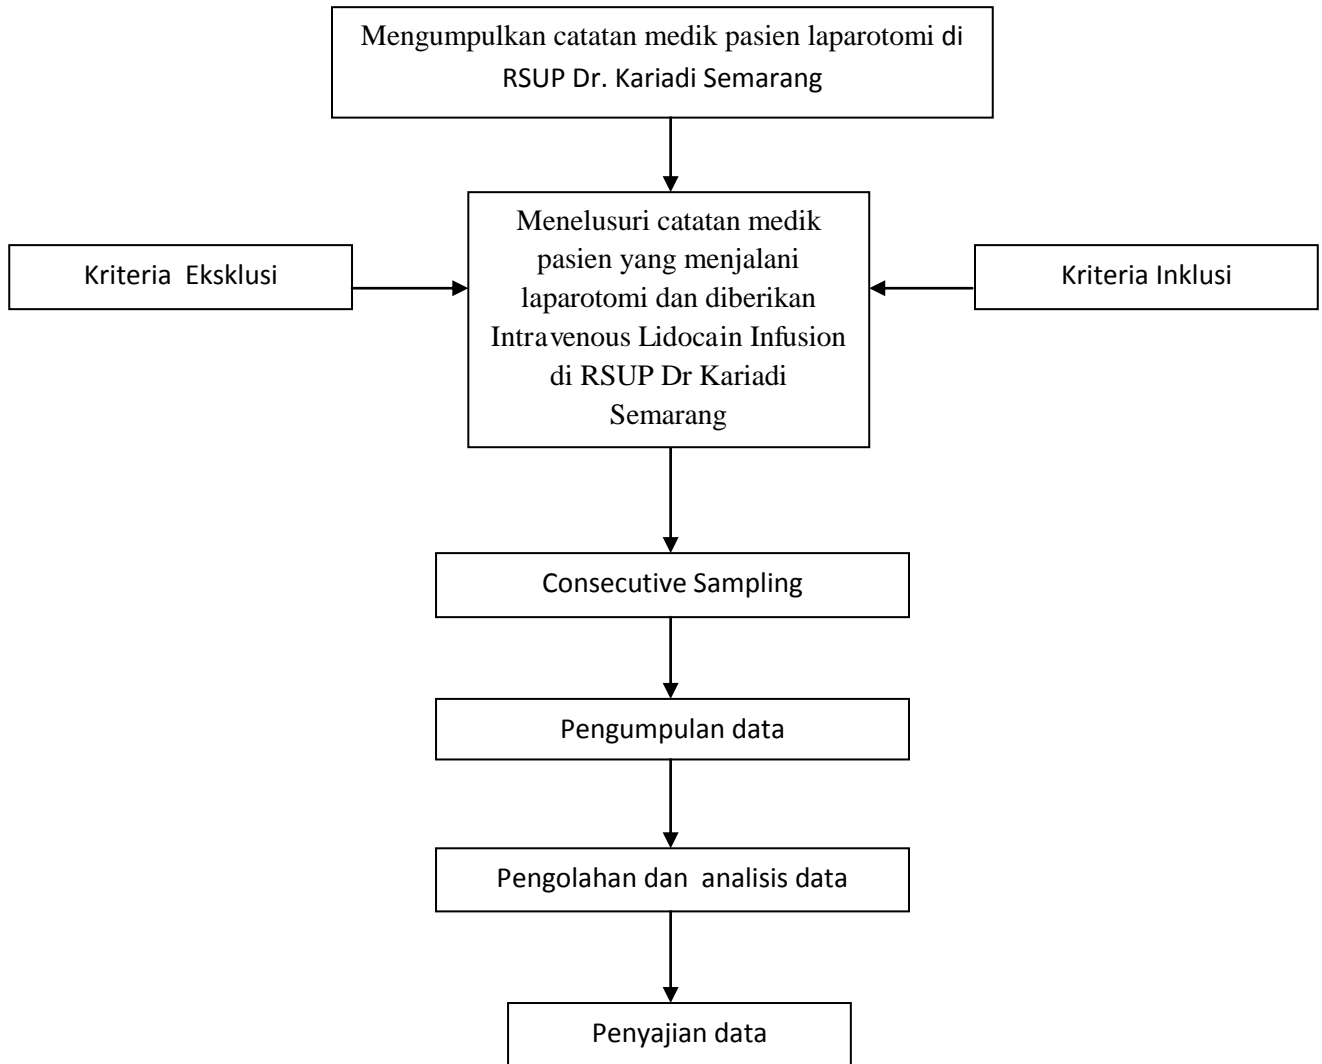 Mengumpulkan catatan medik pasien laparotomi di
RSUP Dr. Kariadi Semarang
Menelusuri catatan medik
pasien yang menjalani
laparotomi dan diberikan
Intravenous Lidocain Infusion
di RSUP Dr Kariadi
Semarang
Kriteria Eksklusi
Kriteria Inklusi
Consecutive Sampling
Pengumpulan data
Pengolahan dan analisis data
Penyajian data